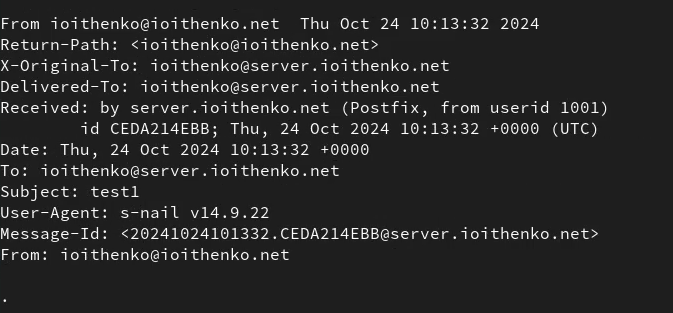 From ioithenko@ioithenko.net  Thu Oct 24 10:13:32 2024
Return-Path: <ioithenko@ioithenko.net>
X-Original-To: ioithenko@server.ioithenko.net
Delivered-To: ioithenko@server.ioithenko.net
Received: by server.ioithenko.net (Postfix, from userid 1001)
        id CEDA214EBB; Thu, 24 Oct 2024 10:13:32 +0000 (UTC)
Date: Thu, 24 Oct 2024 10:13:32 +0000
To: ioithenko@server.ioithenko.net
Subject: test1
User-Agent: s-nail v14.9.22
Message-Id: <20241024101332.CEDA214EBB@server.ioithenko.net>
From: ioithenko@ioithenko.net

.